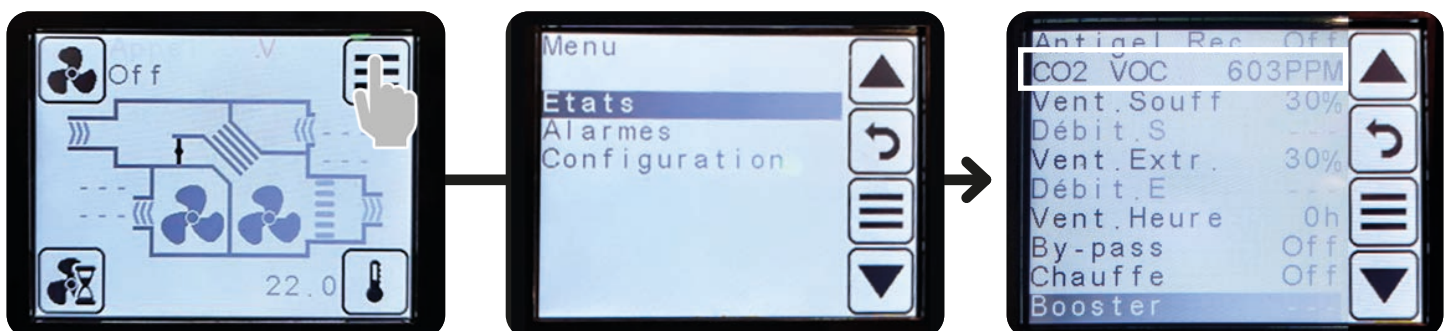 Appel .V.
Off
22.0
Menu
Etats
Alarmes
Configuration
Antigel Rec Off
CO2 VOC 603PPM
Vent.Souff 30%
Débit.S ---
Vent.Extr. 30%
Débit.E ---
Vent.Heure 0h
By-pass Off
Chauffe Off
Booster ---